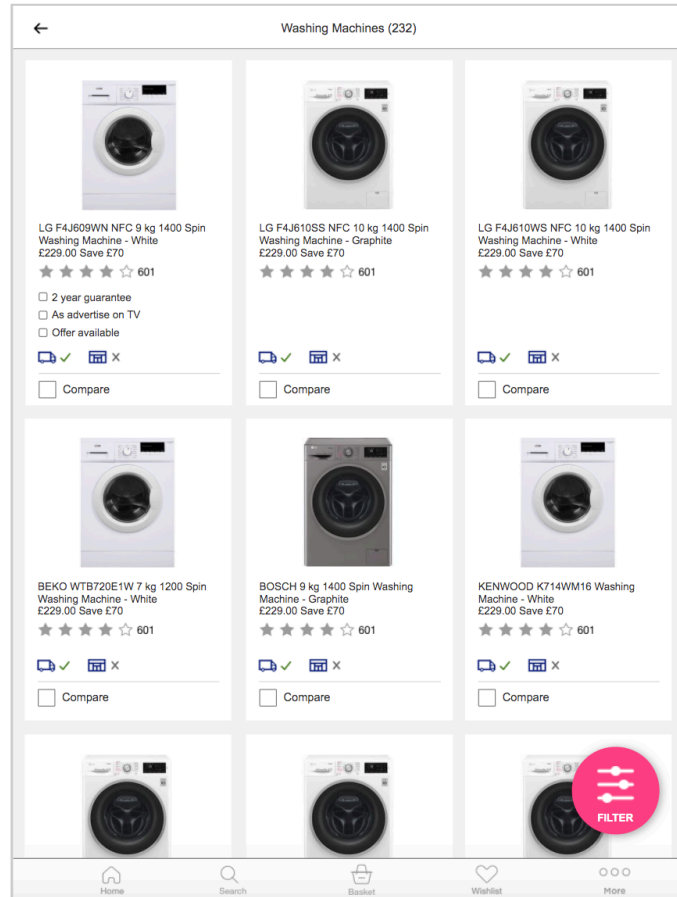 Washing Machines (232)
LG F4J609WN NFC 9 kg 1400 Spin
Washing Machine - White
£229.00 Save £70
601
2 year guarantee
As advertise on TV
Offer available
Compare
LG F4J610SS NFC 10 kg 1400 Spin
Washing Machine - Graphite
£229.00 Save £70
601
Compare
LG F4J610WS NFC 10 kg 1400 Spin
Washing Machine - White
£229.00 Save £70
601
Compare
BEKO WTB720E1W 7 kg 1200 Spin
Washing Machine - White
£229.00 Save £70
601
Compare
BOSCH 9 kg 1400 Spin Washing
Machine - Graphite
£229.00 Save £70
601
Compare
KENWOOD K714WM16 Washing
Machine - White
£229.00 Save £70
601
Compare
FILTER
Home
Search
Basket
Wishlist
More